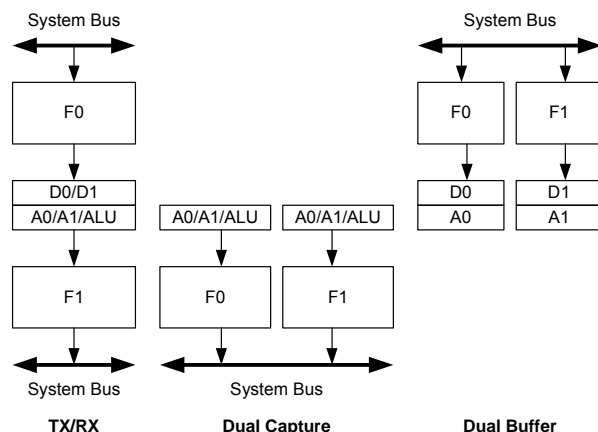 System Bus
F0
D0/D1
A0/A1/ALU
F1
System Bus
TX/RX
A0/A1/ALU
A0/A1/ALU
F0
F1
System Bus
Dual Capture
System Bus
F0
F1
D0
D1
A0
A1
Dual Buffer